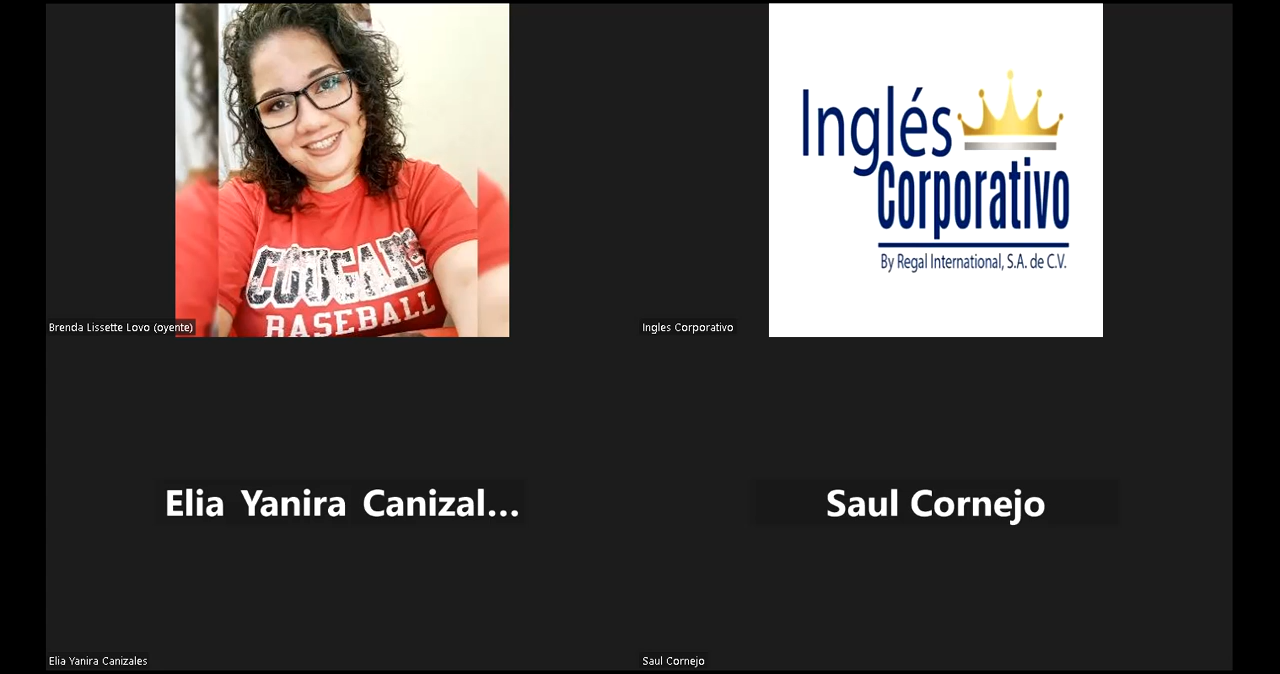 COUGARS
BASEBALL
Brenda Lissette Lovo (oyente)
Inglés
Corporativo
By Regal International, S.A. de C.V.
Ingles Corporativo
Elia Yanira Canizal...
Elia Yanira Canizales
Saul Cornejo
Saul Cornejo